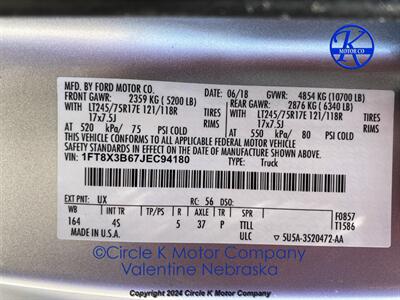 K
MOTOR CO
MFD. BY FORD MOTOR CO.
DATE: 06/18 GVWR: 4854 KG (10700 LB)
FRONT GAWR: 2359 KG (5200 LB)
REAR GAWR: 2876 KG (6340 LB)
WITH LT245/75R17E 121/118R TIRES
17x7.5J RIMS
AT 520 kPa/ 75 PSI COLD
WITH LT245/75R17E 121/118R TIRES
17x7.5J RIMS
AT 550 kPa/ 80 PSI COLD
THIS VEHICLE CONFORMS TO ALL APPLICABLE FEDERAL MOTOR VEHICLE
SAFETY STANDARDS IN EFFECT ON THE DATE OF MANUFACTURE SHOWN ABOVE.
VIN: 1FT8X3B67JEC94180
TYPE: Truck
EXT PNT: UX RC: 56 DSO:
WB INT TR TP/PS R AXLE TR SPR
164 4S 5 37 P TTLL
F0857
T1586
MADE IN U.S.A. ULC ▽ 5U5A-3520472-AA
©Circle K Motor Company
Valentine Nebraska
Copyright 2024 Circle K Motor Company